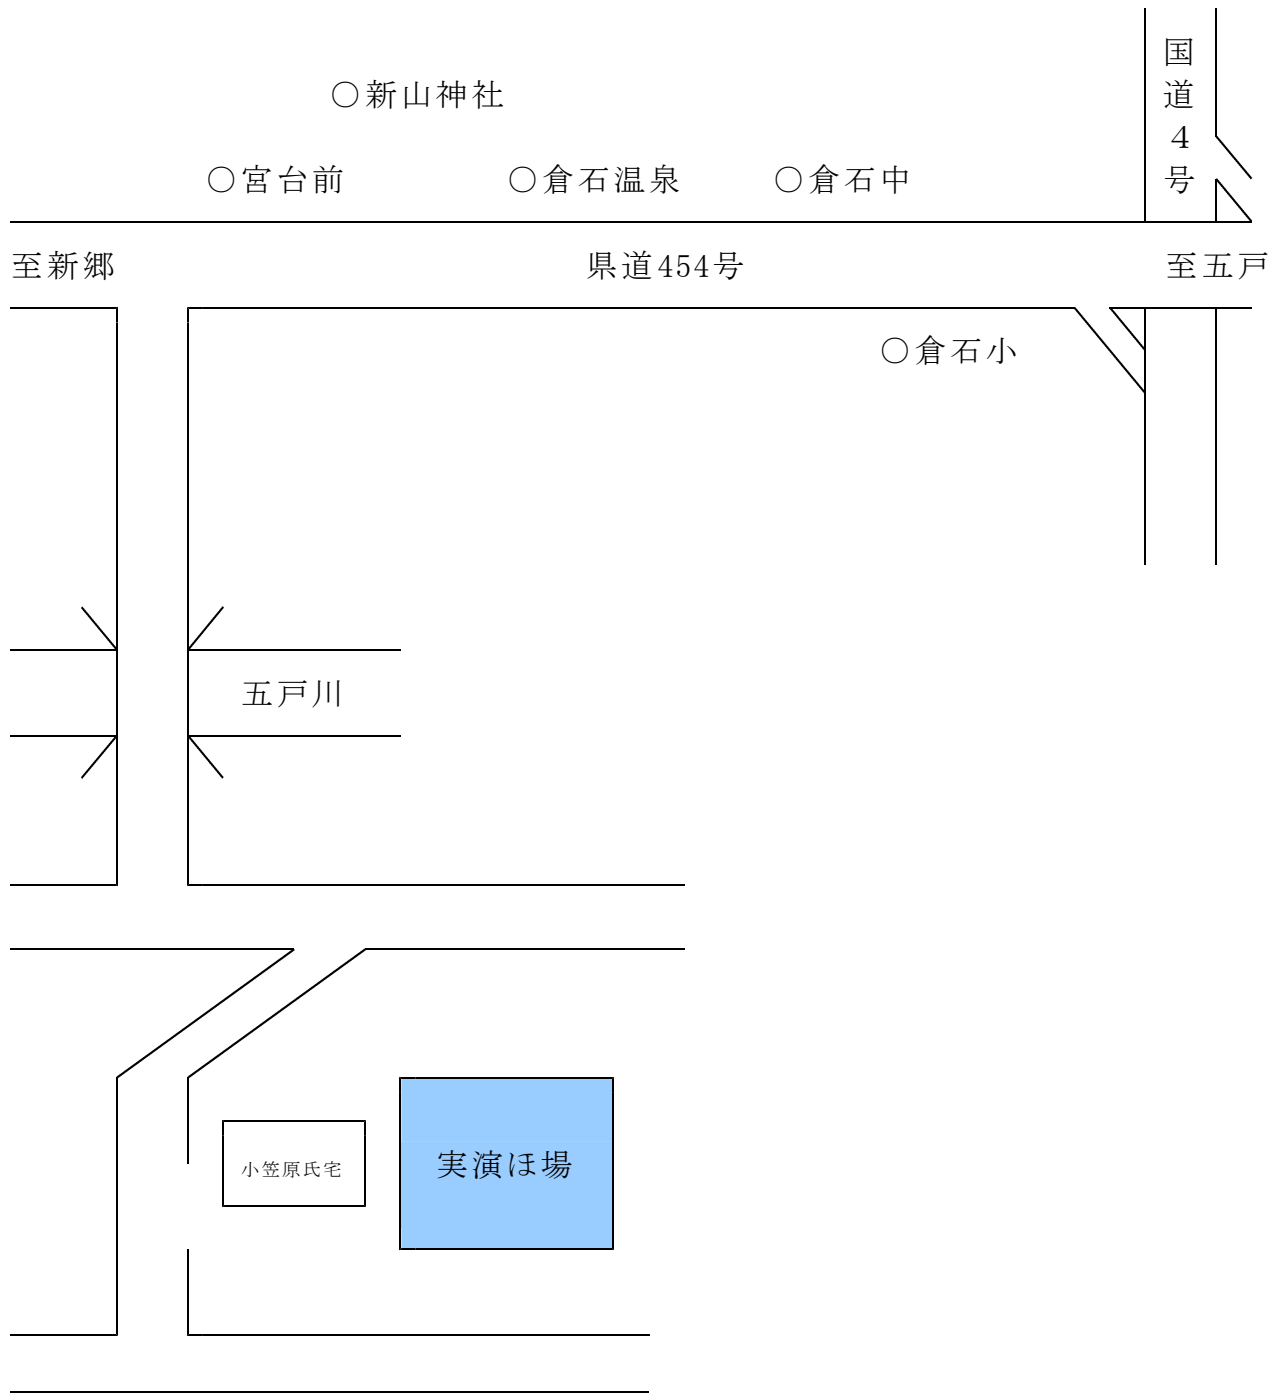 国道４号
○新山神社
○宮台前
○倉石温泉
○倉石中
至新郷
県道454号
至五戸
○倉石小
五戸川
小笠原氏宅
実演ほ場